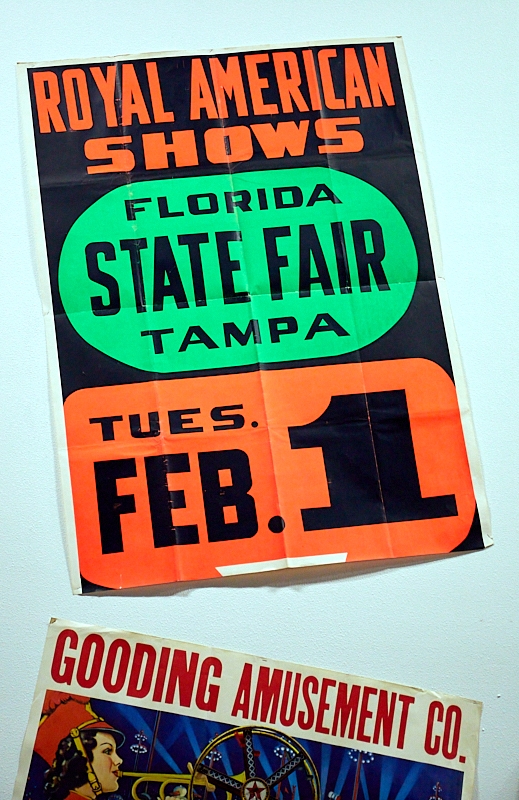 ROYAL AMERICAN
SHOWS
FLORIDA
STATE FAIR
TAMPA
TUES.
FEB. 1
GOODING AMUSEMENT CO.